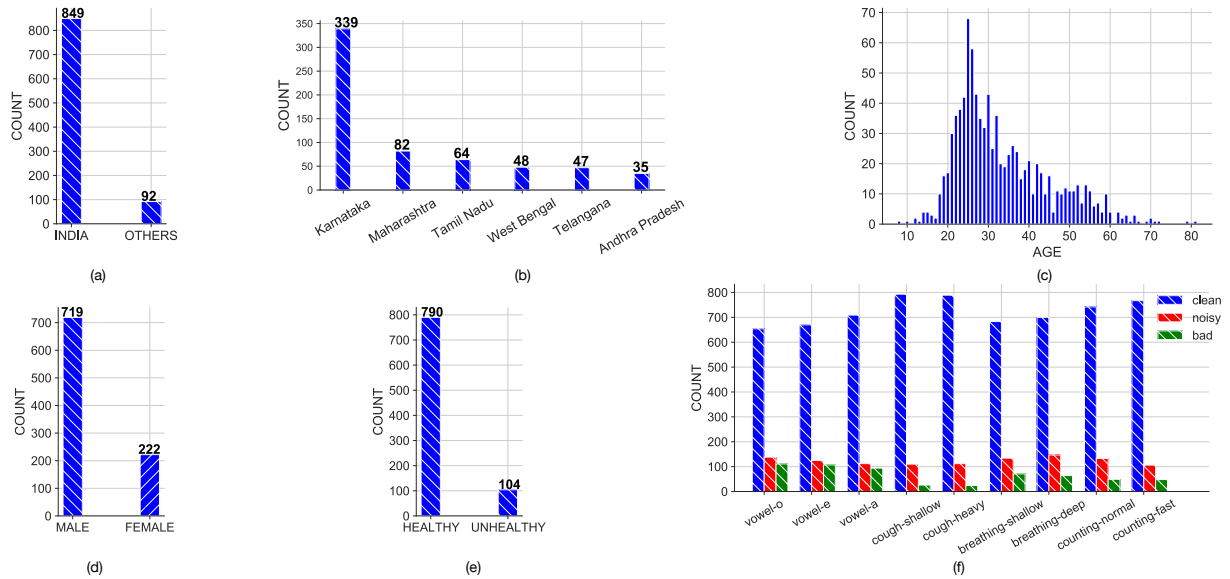 849
800
700
600
500
400
300
200
100
0
COUNT
92
INDIA OTHERS
(a)
350
300
250
200
150
100
50
0
COUNT
339
82
64
48
47
35
Karnataka
Maharashtra
Tamil Nadu
West Bengal
Telangana
Andhra Pradesh
(b)
70
60
50
40
30
20
10
0
COUNT
10 20 30 40 50 60 70 80
AGE
(c)
719
700
600
500
400
300
200
100
0
COUNT
222
MALE FEMALE
(d)
790
800
700
600
500
400
300
200
100
0
COUNT
104
HEALTHY UNHEALTHY
(e)
800
700
600
500
400
300
200
100
0
COUNT
clean
noisy
bad
vowel-o
vowel-e
vowel-a
cough-shallow
cough-heavy
breathing-shallow
breathing-deep
counting-normal
counting-fast
(f)